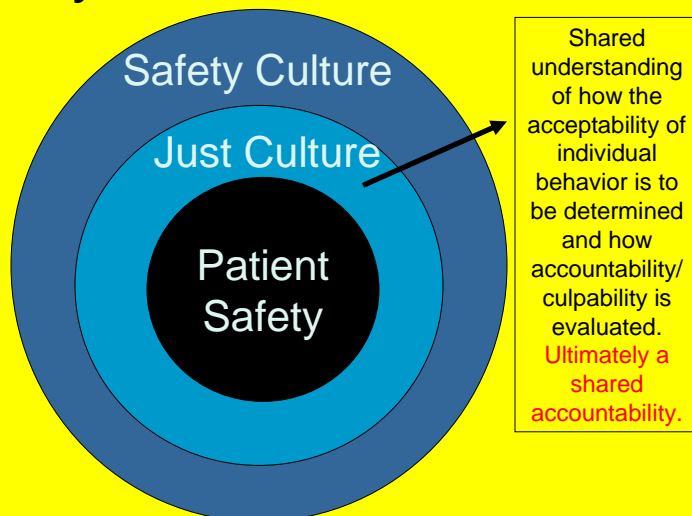 Safety Culture
Just Culture
Patient
Safety
Shared
understanding
of how the
acceptability of
individual
behavior is to
be determined
and how
accountability/
culpability is
evaluated.
Ultimately a
shared
accountability.